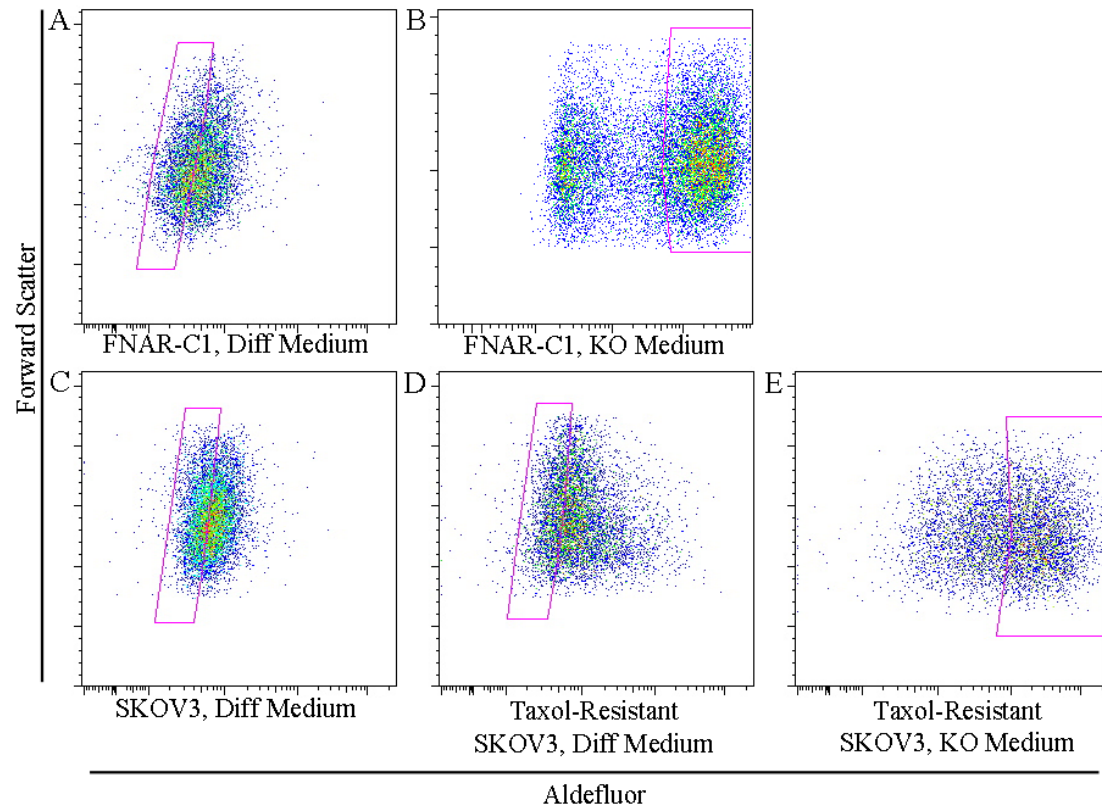 A
B
Forward Scatter
FNAR-C1, Diff Medium
FNAR-C1, KO Medium
C
D
E
SKOV3, Diff Medium
Taxol-Resistant
SKOV3, Diff Medium
Taxol-Resistant
SKOV3, KO Medium
Aldefluor